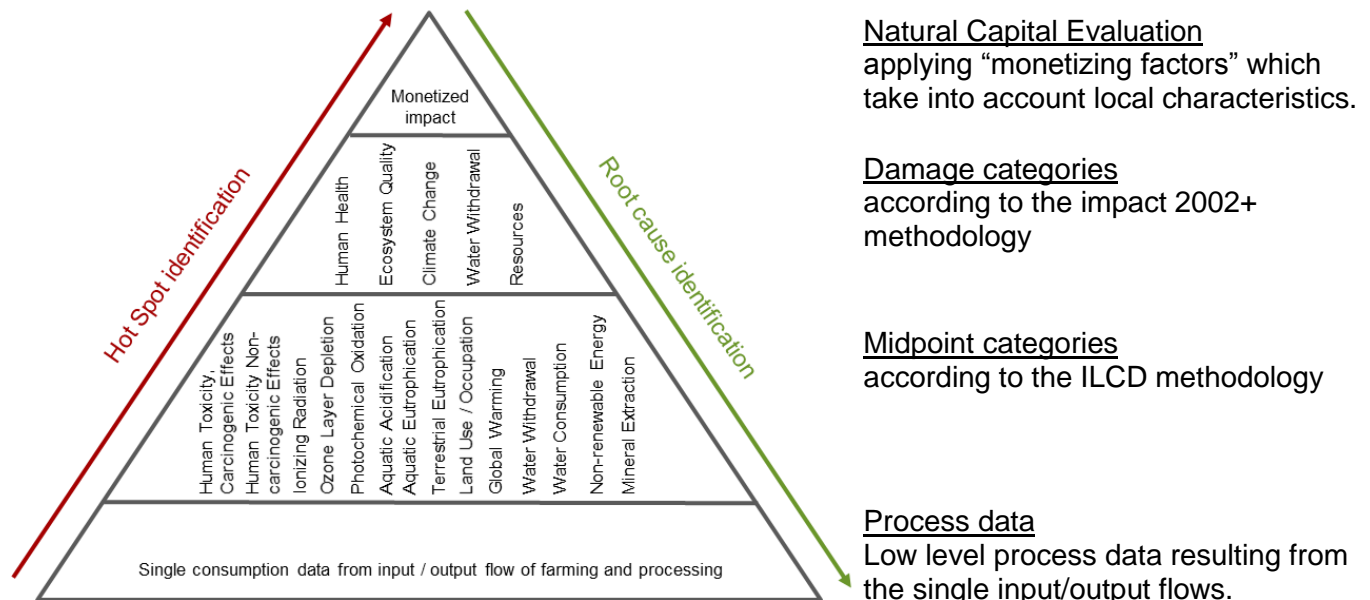 Natural Capital Evaluation
applying “monetizing factors” which
take into account local characteristics.
Damage categories
according to the impact 2002+
methodology
Midpoint categories
according to the ILCD methodology
Process data
Low level process data resulting from
the single input/output flows.
Hot Spot identification
Root cause identification
Monetized
impact
Human Health
Ecosystem Quality
Climate Change
Water Withdrawal
Resources
Human Toxicity,
Carcinogenic Effects
Human Toxicity Non-
carcinogenic Effects
Ionizing Radiation
Ozone Layer Depletion
Photochemical Oxidation
Aquatic Acidification
Aquatic Eutrophication
Terrestrial Eutrophication
Land Use / Occupation
Global Warming
Water Withdrawal
Water Consumption
Non-renewable Energy
Mineral Extraction
Single consumption data from input / output flow of farming and processing